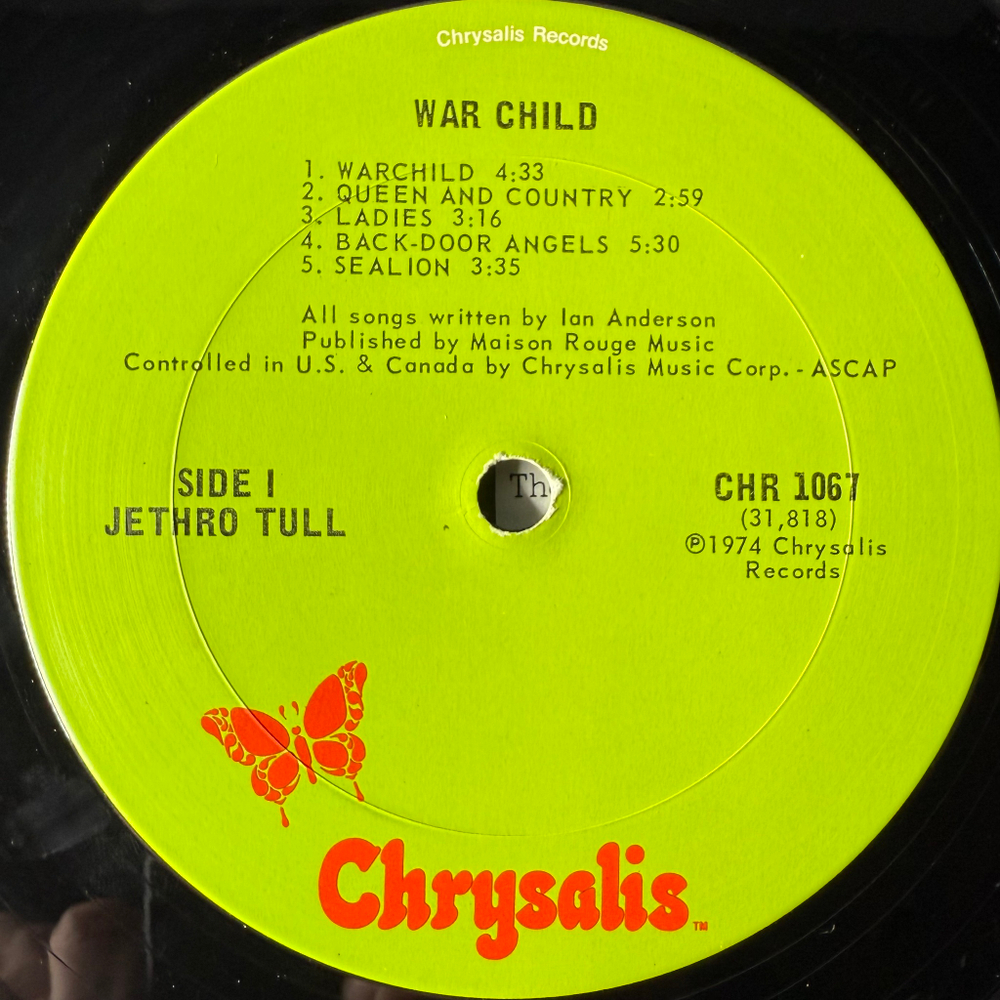 Chrysalis Records
WAR CHILD
1. WARCHILD 4:33
2. QUEEN AND COUNTRY 2:59
3. LADIES 3:16
4. BACK-DOOR ANGELS 5:30
5. SEALION 3:35
All songs written by Ian Anderson
Published by Maison Rouge Music
Controlled in U.S. & Canada by Chrysalis Music Corp. - ASCAP
SIDE I
JETHRO TULL
Th
CHR 1067
(31,818)
℗1974 Chrysalis
Records
Chrysalis™